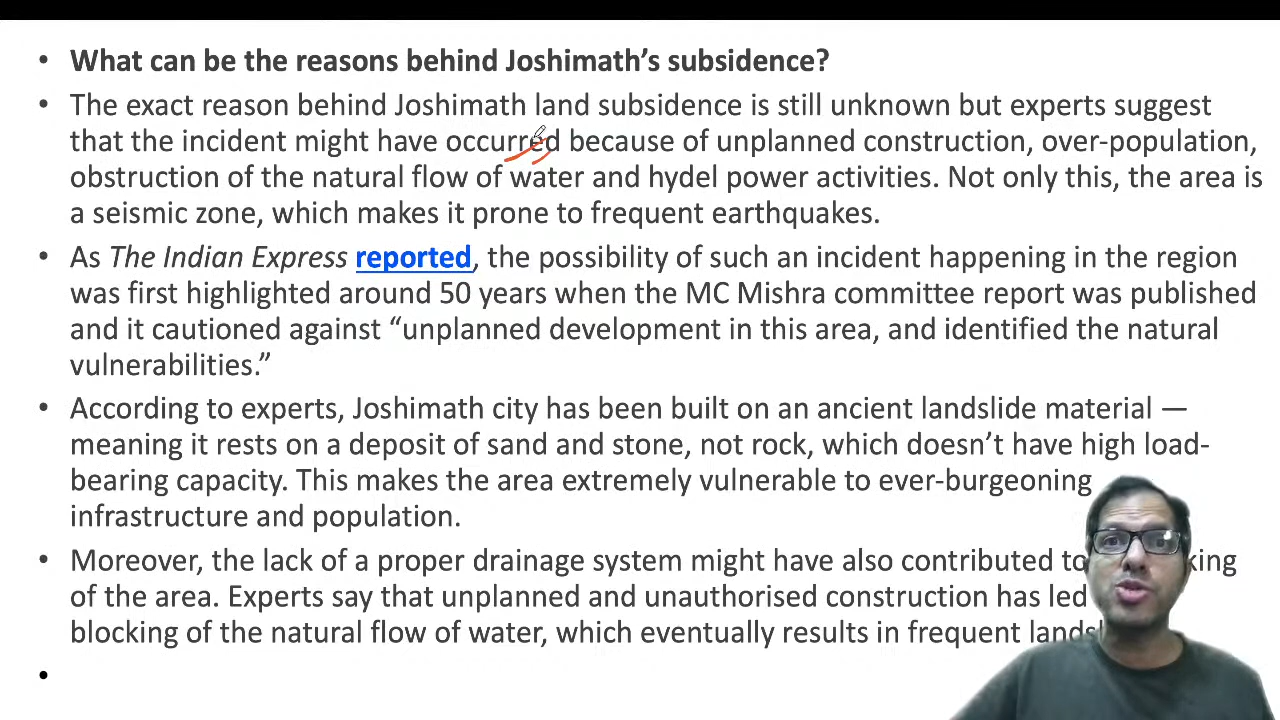 • What can be the reasons behind Joshimath’s subsidence?
• The exact reason behind Joshimath land subsidence is still unknown but experts suggest
that the incident might have occurred because of unplanned construction, over-population,
obstruction of the natural flow of water and hydel power activities. Not only this, the area is
a seismic zone, which makes it prone to frequent earthquakes.
• As The Indian Express reported, the possibility of such an incident happening in the region
was first highlighted around 50 years when the MC Mishra committee report was published
and it cautioned against “unplanned development in this area, and identified the natural
vulnerabilities.”
• According to experts, Joshimath city has been built on an ancient landslide material —
meaning it rests on a deposit of sand and stone, not rock, which doesn’t have high load-
bearing capacity. This makes the area extremely vulnerable to ever-burgeoning
infrastructure and population.
• Moreover, the lack of a proper drainage system might have also contributed to
of the area. Experts say that unplanned and unauthorised construction has led
blocking of the natural flow of water, which eventually results in frequent
•